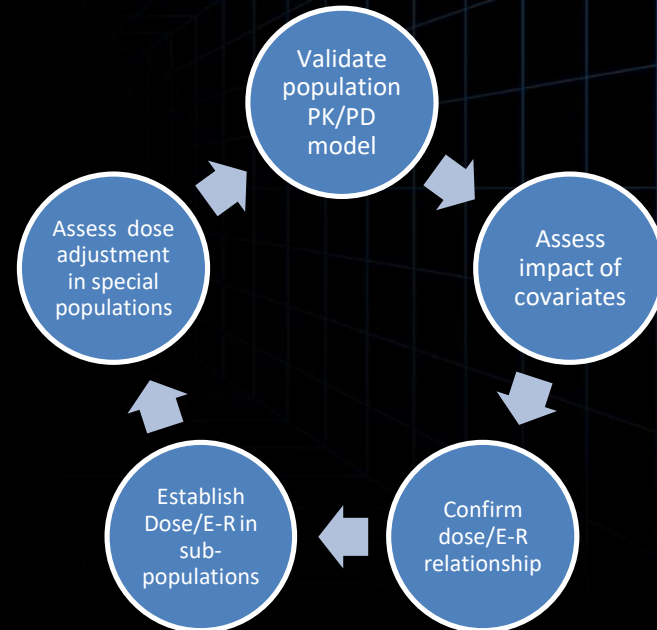 Validate
population
PK/PD
model
Assess
impact of
covariates
Confirm
dose/E-R
relationship
Establish
Dose/E-R in
sub-
populations
Assess dose
adjustment
in special
populations